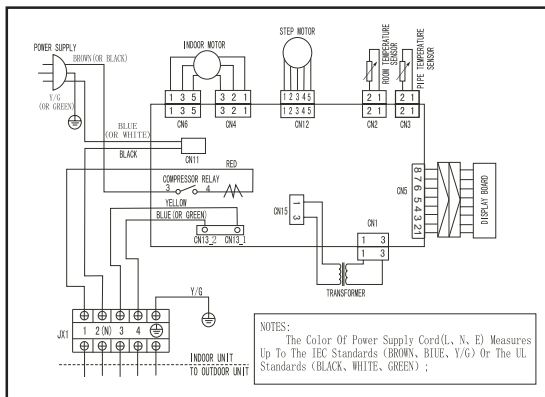 POWER SUPPLY
BROWN(OR BLACK)
Y/G
(OR GREEN)
INDOOR MOTOR
STEP MOTOR
ROOM TEMPERATURE
SENSOR
PIPE TEMPERATURE
SENSOR
1 3 5
3 2 1
1 2 3 4 5
2 1
2 1
1 3 5
3 2 1
1 2 3 4 5
2 1
2 1
CN6
CN4
CN12
CN2
CN3
BLUE
(OR WHITE)
BLACK
CN11
RED
COMPRESSOR RELAY
3
4
YELLOW
BLUE(OR GREEN)
CN13_2
CN13_1
CN15
1
3
CN1
1 3
1 3
TRANSFORMER
CN5
8 7 6 5 4 3 2 1
DISPLAY BOARD
Y/G
JX1
1 2(N) 3 4
INDOOR UNIT
TO OUTDOOR UNIT
NOTES:
The Color Of Power Supply Cord(L、N、E) Measures
Up To The IEC Standards (BROWN、BIUE、Y/G) Or The UL
Standards (BLACK、WHITE、GREEN) ;